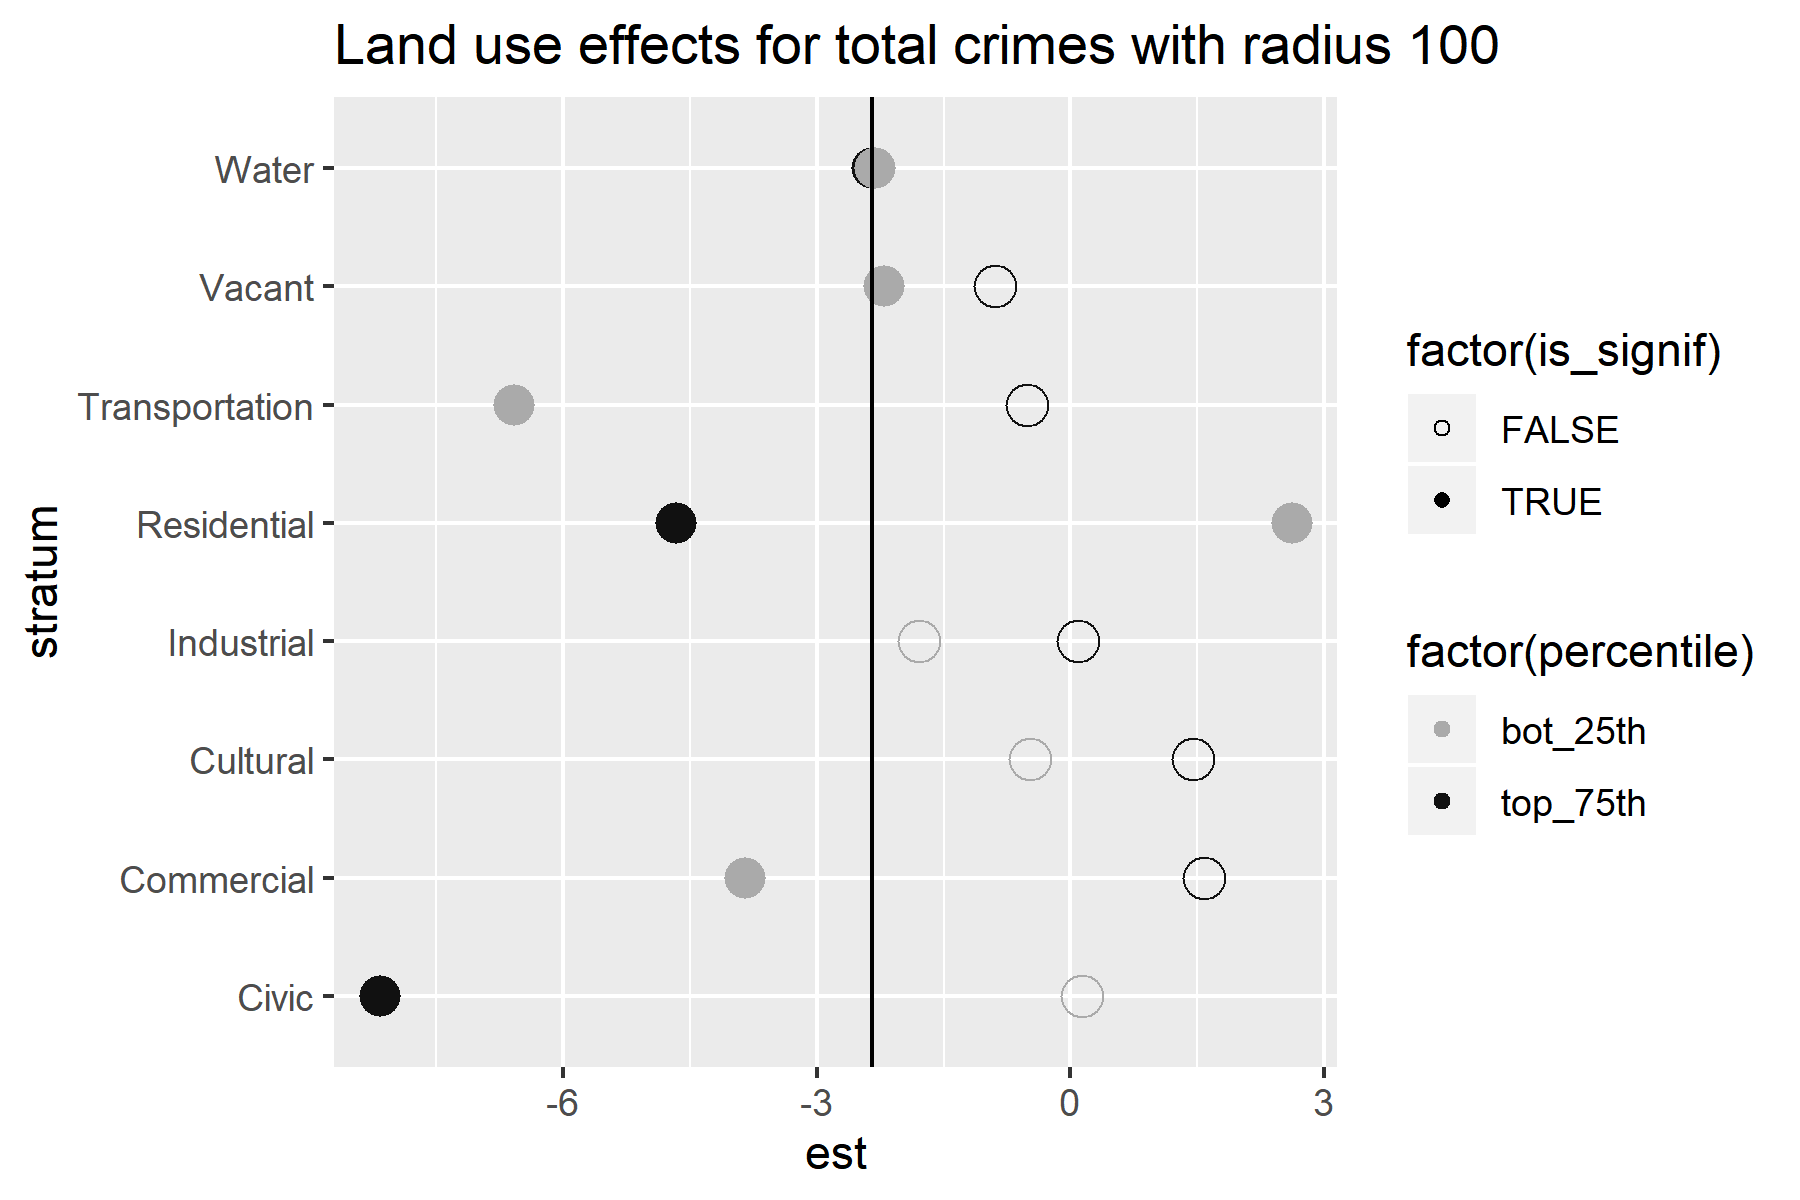 Land use effects for total crimes with radius 100
Water
Vacant
Transportation
Residential
Industrial
Cultural
Commercial
Civic
stratum
-6
-3
0
3
est
factor(is_signif)
FALSE
TRUE
factor(percentile)
bot_25th
top_75th